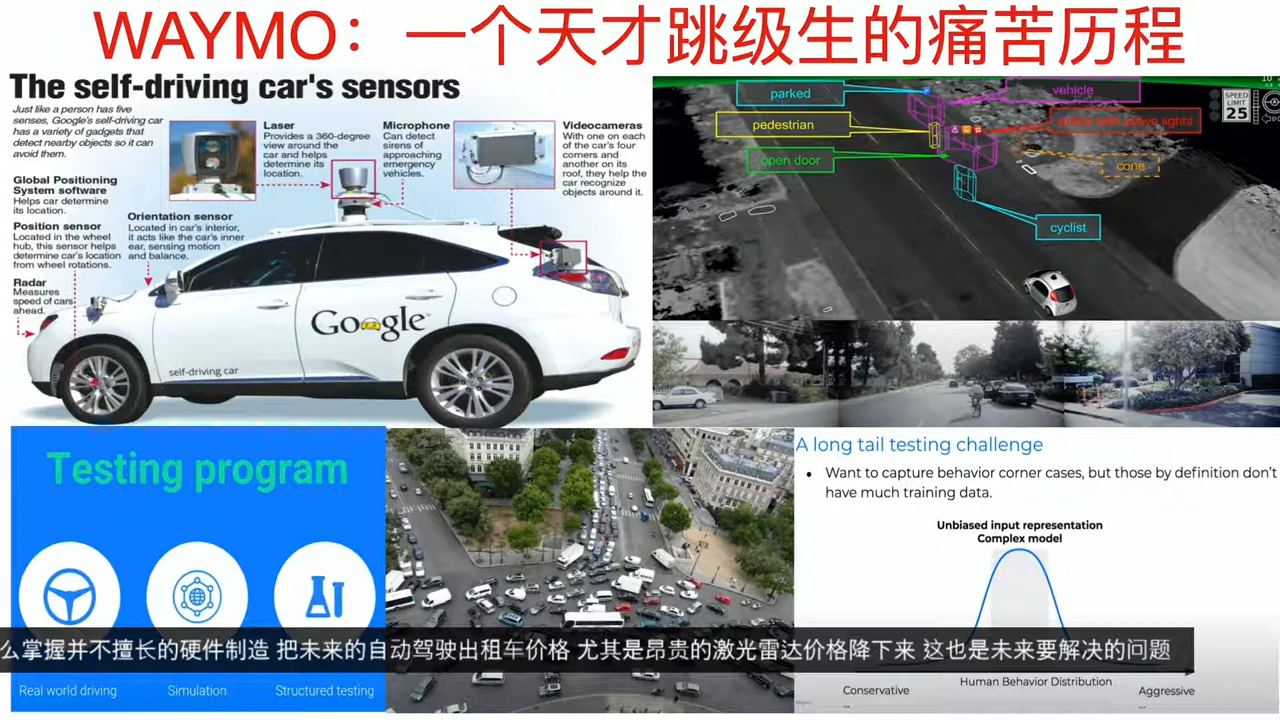 WAYMO：一个天才跳级生的痛苦历程
The self-driving car's sensors
Just like a person has five
senses, Google's self-driving car
has a variety of gadgets that
detect nearby objects so it can
avoid them.
Laser
Provides a 360-degree
view around the
car and helps
determine its
location.
Microphone
Can detect
sirens of
approaching
emergency
vehicles.
Videocameras
With one on each
of the car's four
corners and
another on its
roof, they help the
car recognize
objects around it.
Global Positioning
System software
Helps car determine
its location.
Position sensor
Located in the wheel
hub, this sensor helps
determine car's location
from wheel rotations.
Orientation sensor
Located in car's interior,
it acts like the car's inner
ear, sensing motion
and balance.
Radar
Measures
speed of cars
ahead.
Google
self-driving car
parked
vehicle
pedestrian
open door
cone
cyclist
SPEED
LIMIT
25
Testing program
Real world driving
Simulation
Structured testing
A long tail testing challenge
• Want to capture behavior corner cases, but those by definition don't
have much training data.
Unbiased input representation
Complex model
Conservative
...
Human Behavior Distribution
Aggressive
...
么掌握并不擅长的硬件制造 把未来的自动驾驶出租车价格 尤其是昂贵的激光雷达价格降下来 这也是未来要解决的问题